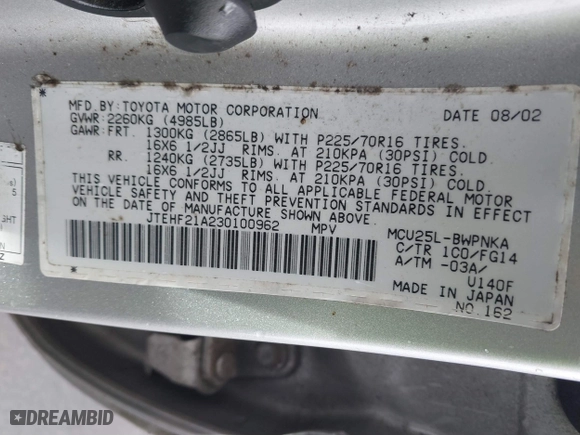 MFD.BY:TOYOTA MOTOR CORPORATION DATE 08/02
GVWR:2260KG (4985LB)
GAWR:FRT. 1300KG (2865LB) WITH P225/70R16 TIRES.
16X6 1/2JJ RIMS. AT 210KPA (30PSI) COLD.
RR. 1240KG (2735LB) WITH P225/70R16 TIRES.
16X6 1/2JJ RIMS. AT 210KPA (30PSI) COLD.
THIS VEHICLE CONFORMS TO ALL APPLICABLE FEDERAL MOTOR
VEHICLE SAFETY AND THEFT PREVENTION STANDARDS IN EFFECT
ON THE DATE OF MANUFACTURE SHOWN ABOVE.
JTEHF21A230100962 MPV MCU25L-BWPNKA
C/TR 1C0/FG14
A/TM -03A/
U140F
MADE IN JAPAN
NO.162
DREAMBID